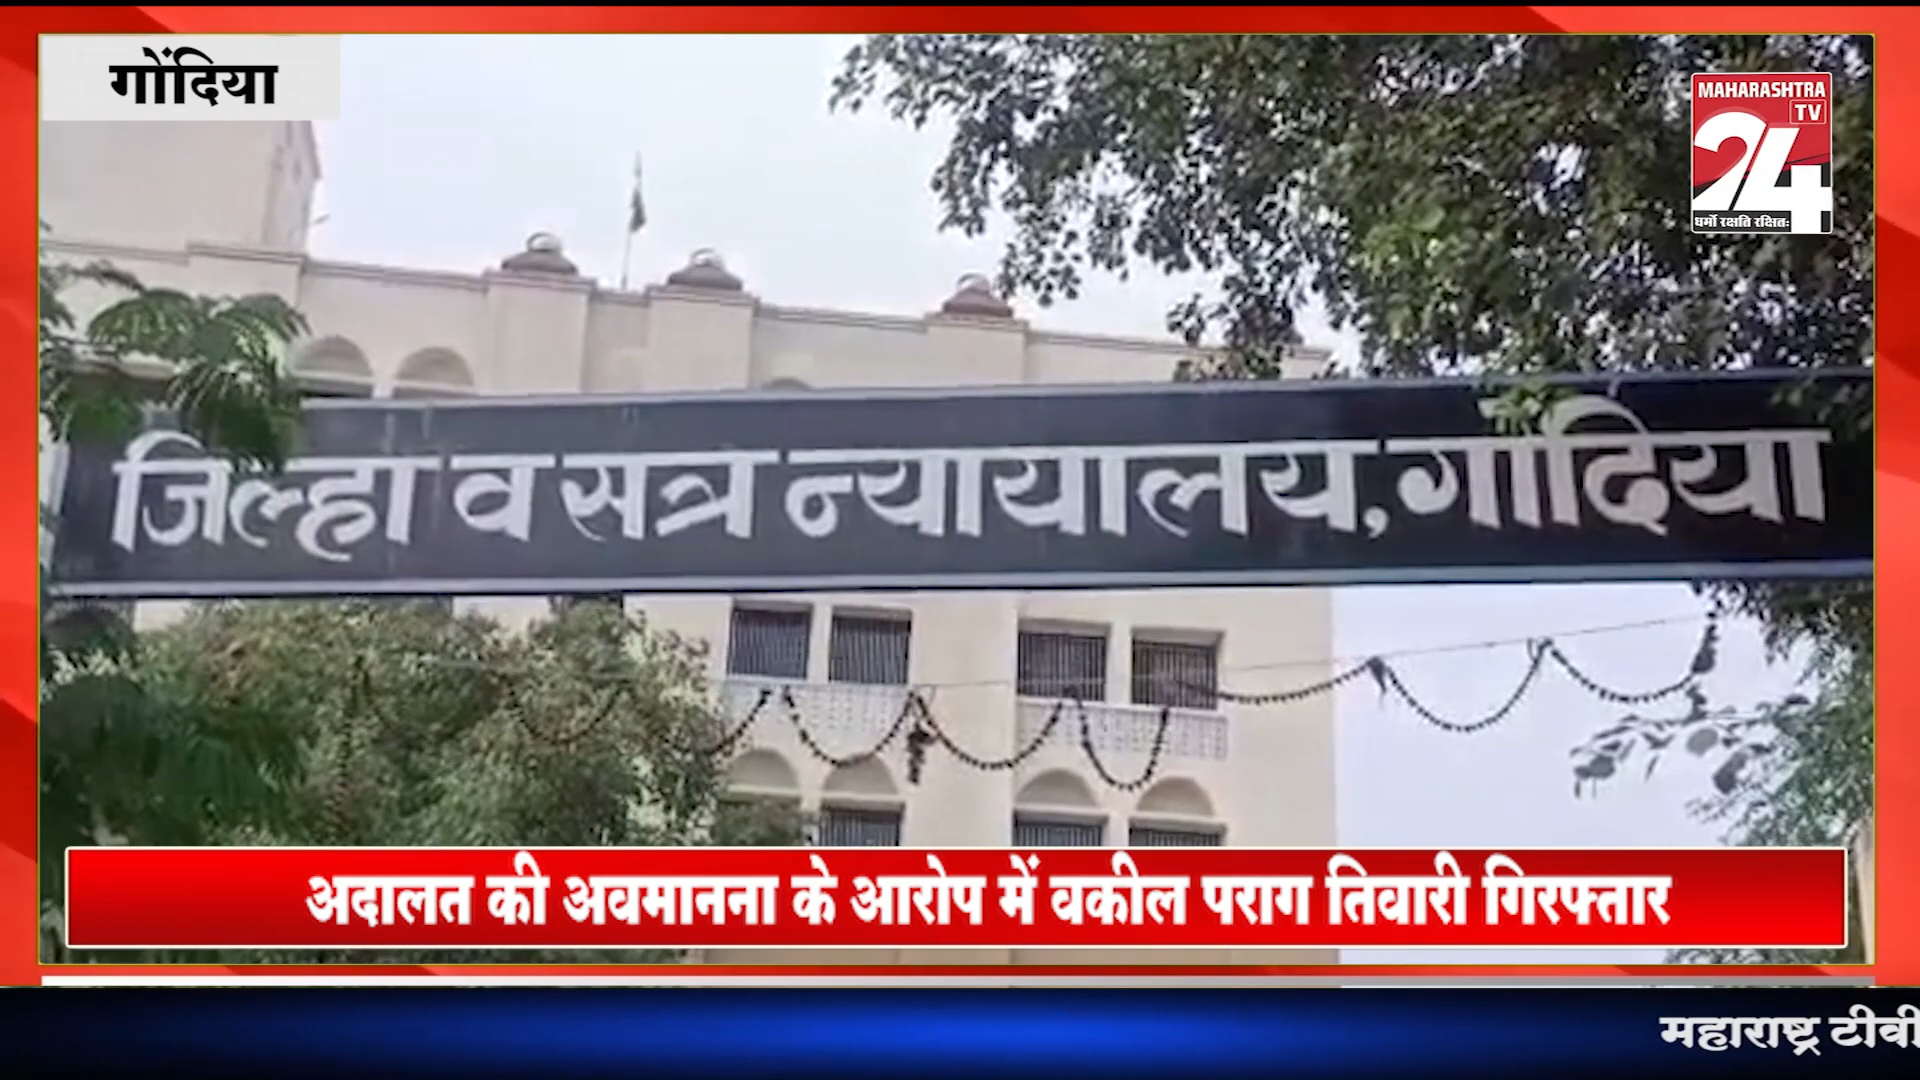 गोंदिया
MAHARASHTRA
TV
24
धर्मो रक्षति रक्षितः
जिल्हा व सत्र न्यायालय, गोंदिया
अदालत की अवमानना के आरोप में वकील पराग तिवारी गिरफ्तार
महाराष्ट्र टीवी